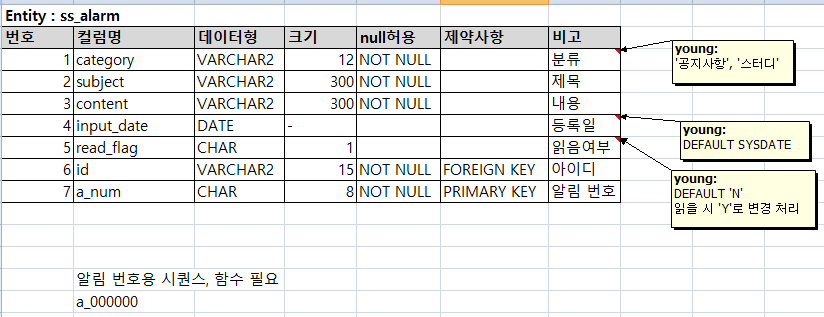 Entity : ss_alarm
번호 컬럼명 데이터형 크기 null허용 제약사항 비고
1 category VARCHAR2 12 NOT NULL 분류
2 subject VARCHAR2 300 NOT NULL 제목
3 content VARCHAR2 300 NOT NULL 내용
4 input_date DATE - 등록일
5 read_flag CHAR 1 읽음여부
6 id VARCHAR2 15 NOT NULL FOREIGN KEY 아이디
7 a_num CHAR 8 NOT NULL PRIMARY KEY 알림 번호
young:
'공지사항', '스터디'
young:
DEFAULT SYSDATE
young:
DEFAULT 'N'
읽을 시 'Y'로 변경 처리
알림 번호용 시퀀스, 함수 필요
a_000000